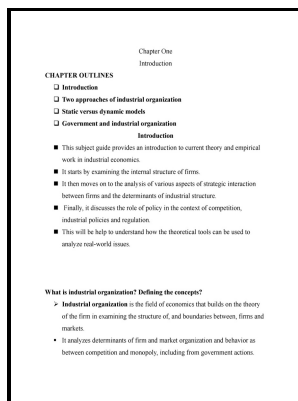 Chapter One
Introduction
CHAPTER OUTLINES
❑ Introduction
❑ Two approaches of industrial organization
❑ Static versus dynamic models
❑ Government and industrial organization
Introduction
■ This subject guide provides an introduction to current theory and empirical
work in industrial economics.
■ It starts by examining the internal structure of firms.
■ It then moves on to the analysis of various aspects of strategic interaction
between firms and the determinants of industrial structure.
■ Finally, it discusses the role of policy in the context of competition,
industrial policies and regulation.
■ This will be help to understand how the theoretical tools can be used to
analyze real-world issues.
What is industrial organization? Defining the concepts?
➢ Industrial organization is the field of economics that builds on the theory
of the firm in examining the structure of, and boundaries between, firms and
markets.
▪ It analyzes determinants of firm and market organization and behavior as
between competition and monopoly, including from government actions.